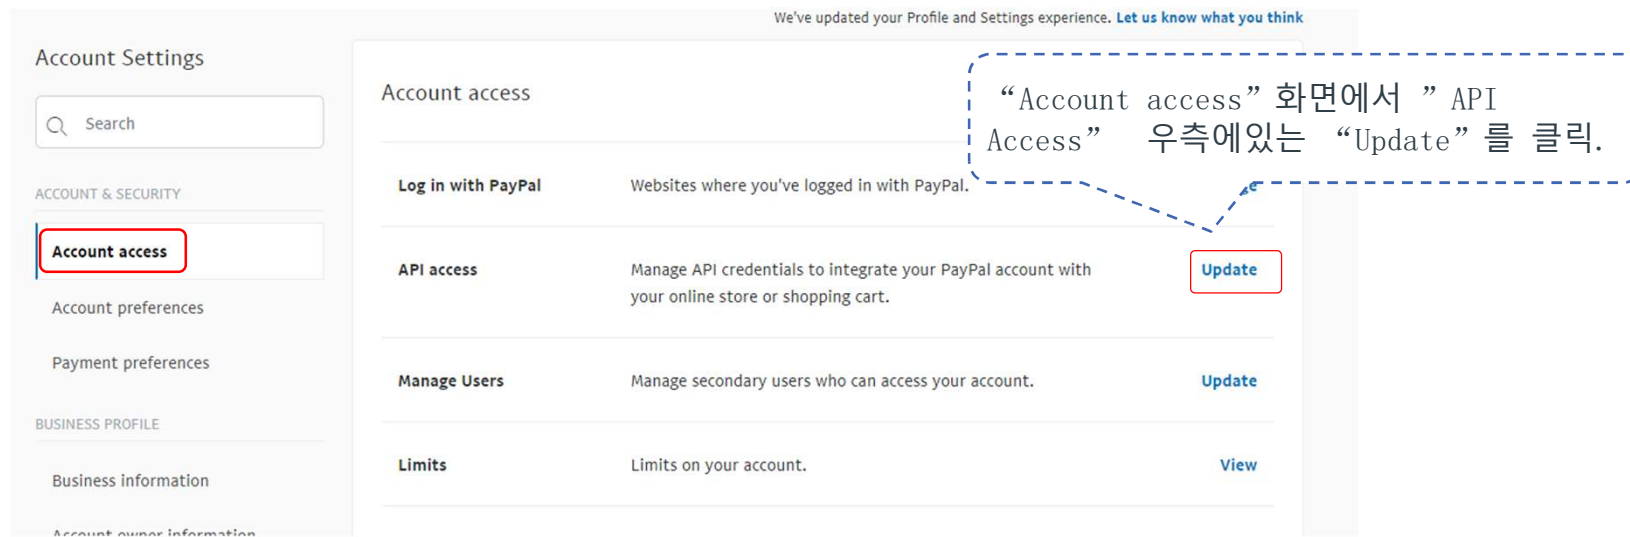 We've updated your Profile and Settings experience. Let us know what you think
Account Settings
Search
ACCOUNT & SECURITY
Account access
Account preferences
Payment preferences
BUSINESS PROFILE
Business information
Account owner information
Account access
“Account access” 화면에서 ” API
Access” 우측에있는 “Update” 를 클릭.
Log in with PayPal Websites where you've logged in with PayPal.
API access Manage API credentials to integrate your PayPal account with Update
your online store or shopping cart.
Manage Users Manage secondary users who can access your account. Update
Limits Limits on your account. View